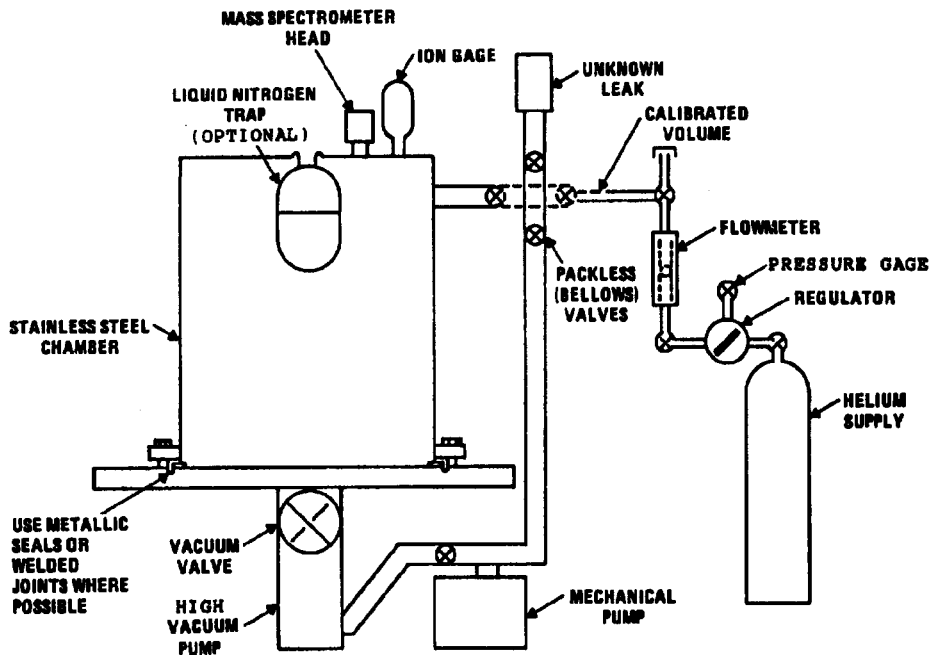 MASS SPECTROMETER
HEAD
ION GAGE
LIQUID NITROGEN
TRAP
(OPTIONAL)
UNKNOWN
LEAK
CALIBRATED
VOLUME
FLOWMETER
PRESSURE GAGE
REGULATOR
PACKLESS
(BELLOWS)
VALVES
STAINLESS STEEL
CHAMBER
HELIUM
SUPPLY
USE METALLIC
SEALS OR
WELDED
JOINTS WHERE
POSSIBLE
VACUUM
VALVE
HIGH
VACUUM
PUMP
MECHANICAL
PUMP